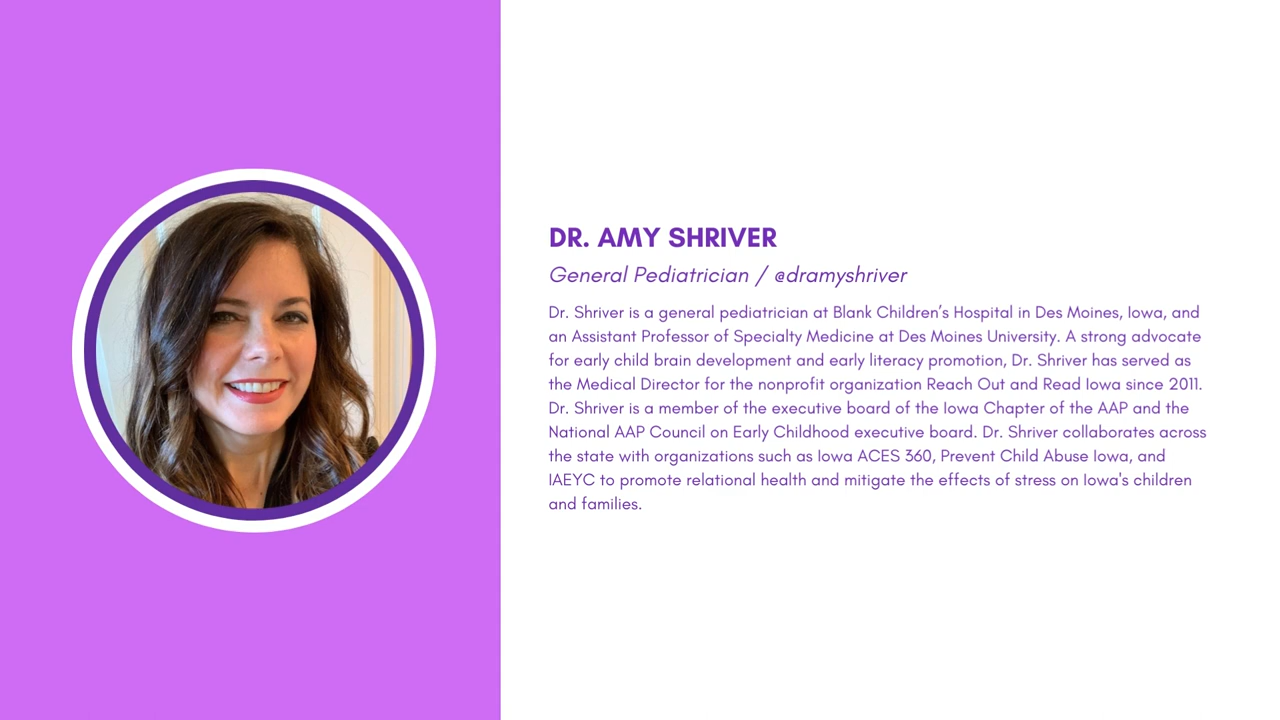 DR. AMY SHRIVER
General Pediatrician / @dramyshriver
Dr. Shriver is a general pediatrician at Blank Children’s Hospital in Des Moines, Iowa, and
an Assistant Professor of Specialty Medicine at Des Moines University. A strong advocate
for early child brain development and early literacy promotion, Dr. Shriver has served as
the Medical Director for the nonprofit organization Reach Out and Read Iowa since 2011.
Dr. Shriver is a member of the executive board of the Iowa Chapter of the AAP and the
National AAP Council on Early Childhood executive board. Dr. Shriver collaborates across
the state with organizations such as Iowa ACES 360, Prevent Child Abuse Iowa, and
IAEYC to promote relational health and mitigate the effects of stress on Iowa's children
and families.